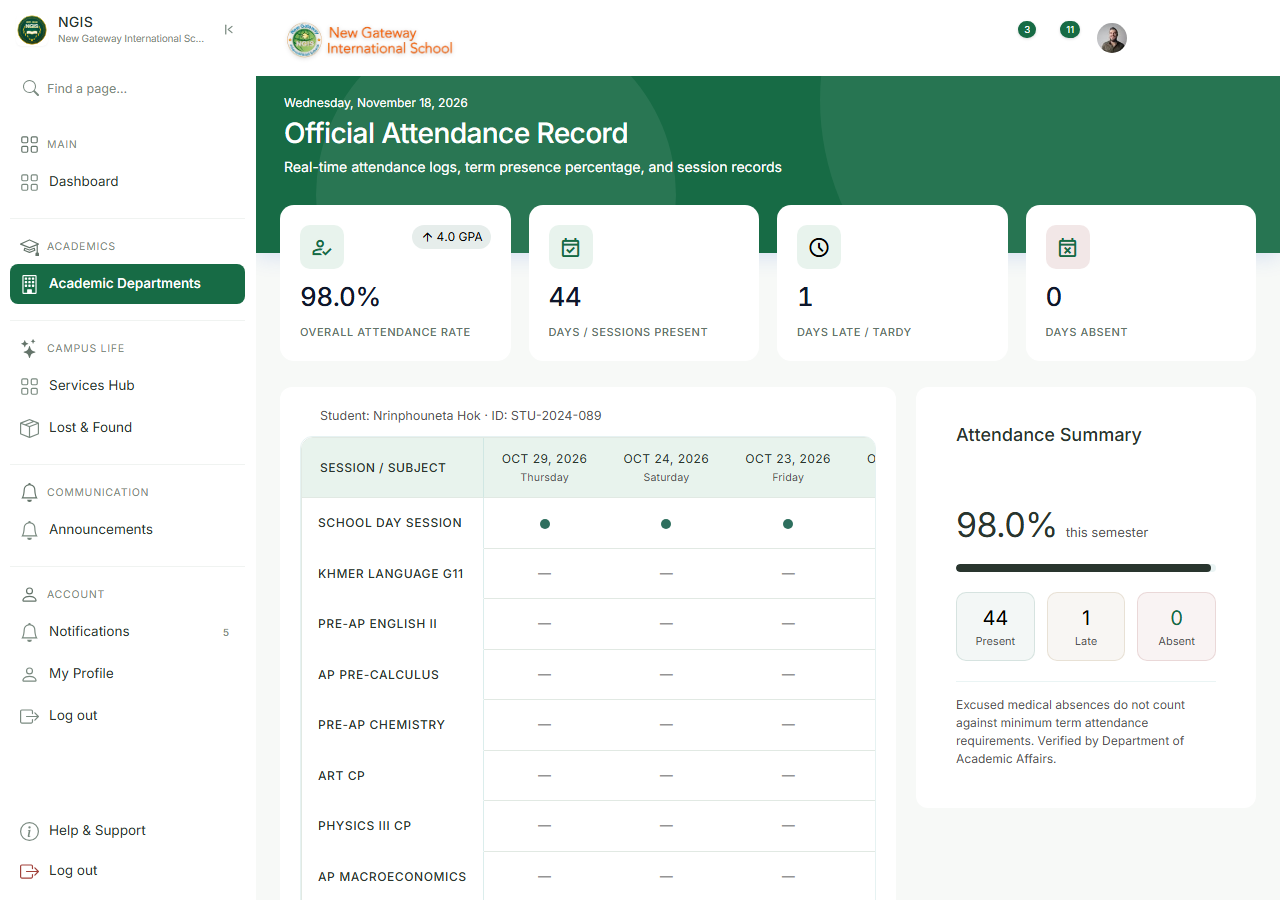 NGIS
New Gateway International Sc...
Find a page...
MAIN
Dashboard
ACADEMICS
Academic Departments
CAMPUS LIFE
Services Hub
Lost & Found
COMMUNICATION
Announcements
ACCOUNT
Notifications 5
My Profile
Log out
Help & Support
Log out
New Gateway
International School
3 11
Wednesday, November 18, 2026
Official Attendance Record
Real-time attendance logs, term presence percentage, and session records
4.0 GPA
98.0%
OVERALL ATTENDANCE RATE
44
DAYS / SESSIONS PRESENT
1
DAYS LATE / TARDY
0
DAYS ABSENT
Student: Nrinphouneta Hok · ID: STU-2024-089
SESSION / SUBJECT OCT 29, 2026 OCT 24, 2026 OCT 23, 2026 O
Thursday Saturday Friday
SCHOOL DAY SESSION
KHMER LANGUAGE G11 — — —
PRE-AP ENGLISH II — — —
AP PRE-CALCULUS — — —
PRE-AP CHEMISTRY — — —
ART CP — — —
PHYSICS III CP — — —
AP MACROECONOMICS — — —
Attendance Summary
98.0% this semester
44 1 0
Present Late Absent
Excused medical absences do not count
against minimum term attendance
requirements. Verified by Department of
Academic Affairs.